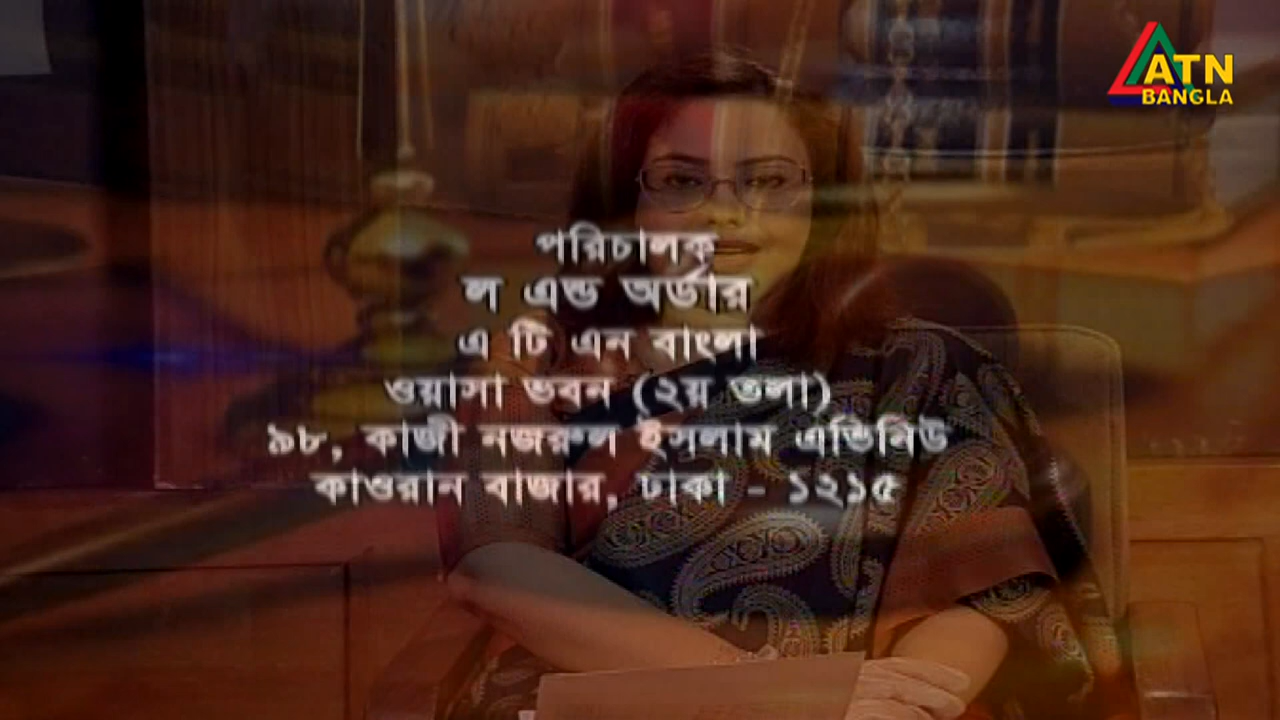 ATN
BANGLA
পরিচালক
ল এন্ড অর্ডার
এ টি এন বাংলা
ওয়াসা ভবন (২য় তলা)
৯৮, কাজী নজরুল ইসলাম এভিনিউ
কাওরান বাজার, ঢাকা - ১২১৫